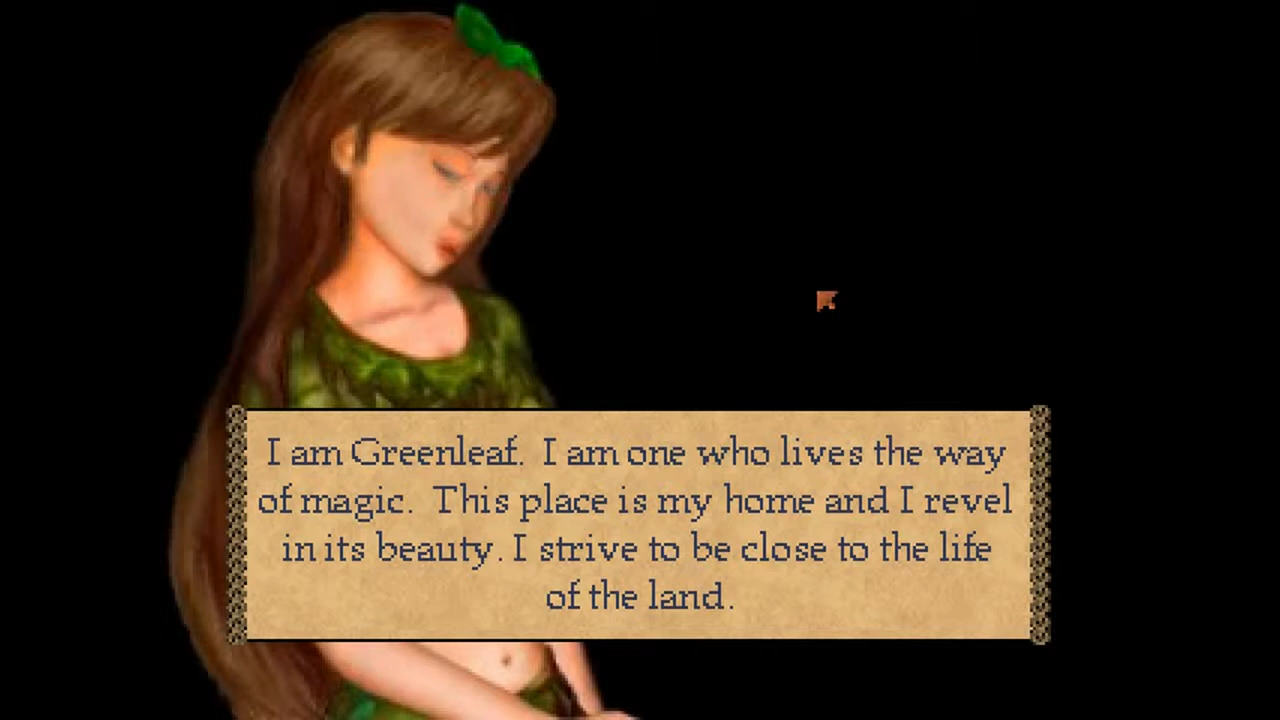 I am Greenleaf. I am one who lives the way
of magic. This place is my home and I revel
in its beauty. I strive to be close to the life
of the land.